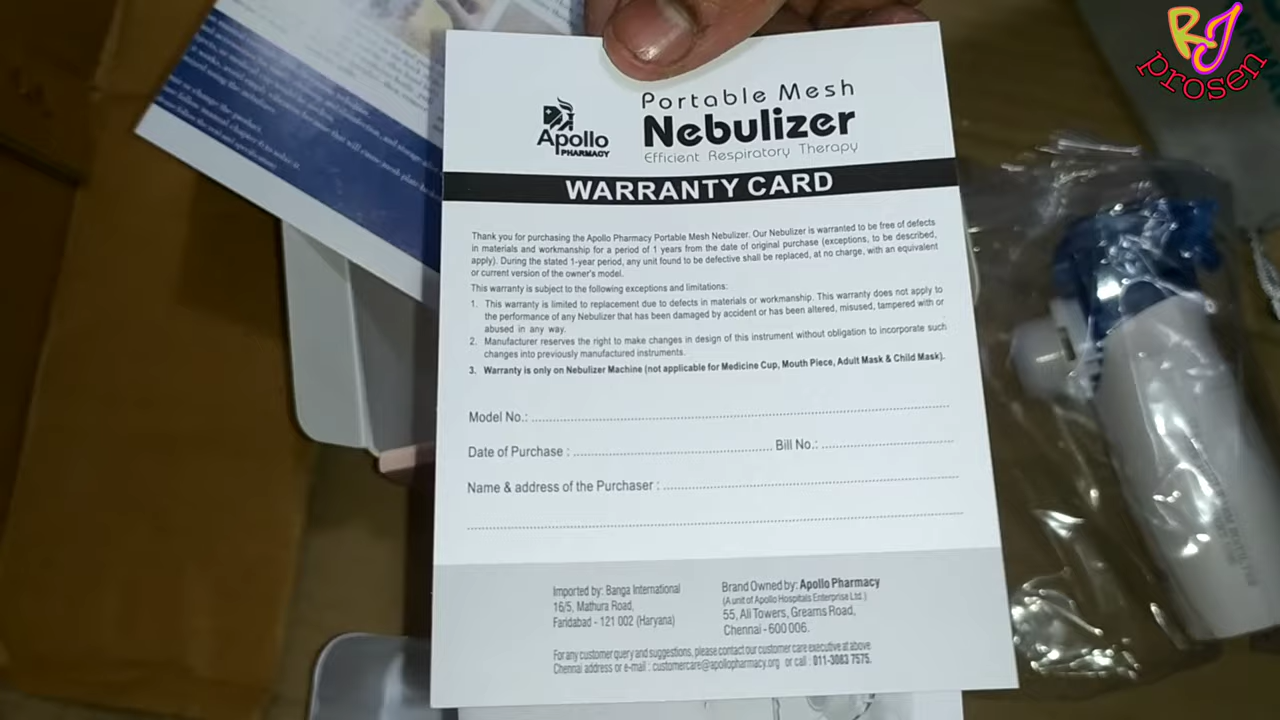 RJ
prosen
Apollo
PHARMACY
Portable Mesh
Nebulizer
Efficient Respiratory Therapy
WARRANTY CARD
Thank you for purchasing the Apollo Pharmacy Portable Mesh Nebulizer. Our Nebulizer is warranted to be free of defects
in materials and workmanship for a period of 1 years from the date of original purchase (exceptions, to be described,
apply). During the stated 1-year period, any unit found to be defective shall be replaced, at no charge, with an equivalent
or current version of the owner's model.
This warranty is subject to the following exceptions and limitations:
1. This warranty is limited to replacement due to defects in materials or workmanship. This warranty does not apply to
the performance of any Nebulizer that has been damaged by accident or has been altered, misused, tampered with or
abused in any way.
2. Manufacturer reserves the right to make changes in design of this instrument without obligation to incorporate such
changes into previously manufactured instruments.
3. Warranty is only on Nebulizer Machine (not applicable for Medicine Cup, Mouth Piece, Adult Mask & Child Mask).
Model No.:
Date of Purchase : Bill No.:
Name & address of the Purchaser :
Imported by: Banga International
16/5, Mathura Road,
Faridabad - 121 002 (Haryana)
Brand Owned by: Apollo Pharmacy
(A unit of Apollo Hospitals Enterprise Ltd.)
55, Ali Towers, Greams Road,
Chennai - 600 006.
For any customer query and suggestions, please contact our customer care executive at above
Chennai address or e-mail : customercare@apollopharmacy.org or call : 011-3083 7575.